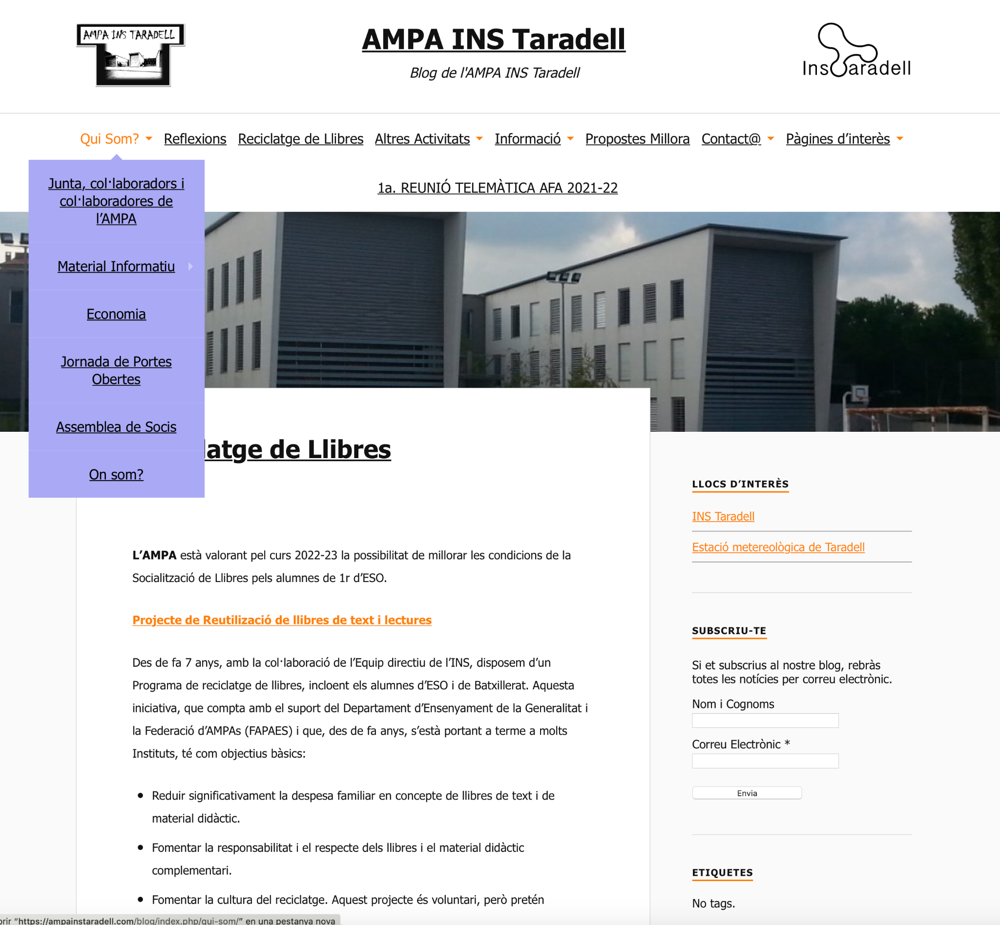 AMPA INS TARADELL
AMPA INS Taradell
Blog de l'AMPA INS Taradell
InsTaradell
Qui Som? Reflexions Reciclatge de Llibres Altres Activitats Informació Propostes Millora Contact@ Pàgines d’interès
1a. REUNIÓ TELEMÀTICA AFA 2021-22
Junta, col·laboradors i
col·laboradores de
l’AMPA
Material Informatiu
Economia
Jornada de Portes
Obertes
Assemblea de Socis
On som?
latge de Llibres
L’AMPA està valorant pel curs 2022-23 la possibilitat de millorar les condicions de la
Socialització de Llibres pels alumnes de 1r d’ESO.
Projecte de Reutilizació de llibres de text i lectures
Des de fa 7 anys, amb la col·laboració de l’Equip directiu de l’INS, disposem d’un
Programa de reciclatge de llibres, incloent els alumnes d’ESO i de Batxillerat. Aquesta
iniciativa, que compta amb el suport del Departament d’Ensenyament de la Generalitat i
la Federació d’AMPAs (FAPAES) i que, des de fa anys, s’està portant a terme a molts
Instituts, té com objectius bàsics:
Reduir significativament la despesa familiar en concepte de llibres de text i de
material didàctic.
Fomentar la responsabilitat i el respecte dels llibres i el material didàctic
complementari.
Fomentar la cultura del reciclatge. Aquest projecte és voluntari, però pretén
LLOCS D’INTERÈS
INS Taradell
Estació metereològica de Taradell
SUBSCRIU-TE
Si et subscrius al nostre blog, rebràs
totes les notícies per correu electrònic.
Nom i Cognoms
Correu Electrònic *
Envia
ETIQUETES
No tags.
orir “https://ampainstaradell.com/blog/index.php/qui-som/” en una pestanya nova